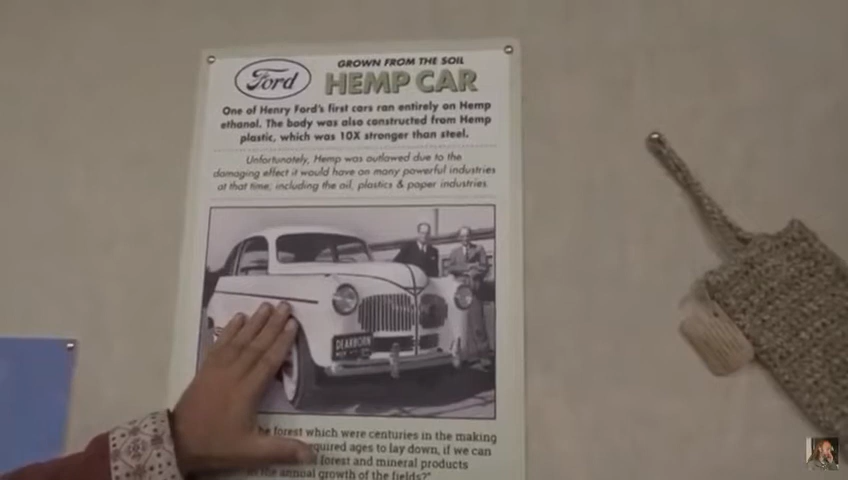 Ford
GROWN FROM THE SOIL
HEMP CAR
One of Henry Ford's first cars ran entirely on Hemp
ethanol. The body was also constructed from Hemp
plastic, which was 10X stronger than steel.
Unfortunately, Hemp was outlawed due to the
damaging effect it would have on many powerful industries
at that time; including the oil, plastics & paper industries.
DEARBORN
he forest which were centuries in the making
required ages to lay down, if we can
forest and mineral products
in the annual growth of the fields?"